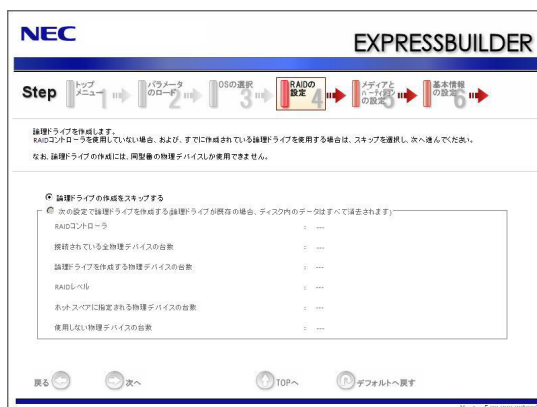 NEC
EXPRESSBUILDER
Step
トップメニュー 1
パラメータのロード 2
OSの選択 3
RAIDの設定 4
メディアとパーティションの設定 5
基本情報の設定 6
論理ドライブを作成します。
RAIDコントローラを使用していない場合、および、すでに作成されている論理ドライブを使用する場合は、スキップを選択し、次へ進んでください。
なお、論理ドライブの作成には、同型番の物理デバイスしか使用できません。
論理ドライブの作成をスキップする
次の設定で論理ドライブを作成する(論理ドライブが既存の場合、ディスク内のデータはすべて消去されます)
RAIDコントローラ : ---
接続されている全物理デバイスの台数 : ---
論理ドライブを作成する物理デバイスの台数 : ---
RAIDレベル : ---
ホットスペアに指定される物理デバイスの台数 : ---
使用しない物理デバイスの台数 : ---
戻る 次へ TOPへ デフォルトへ戻す